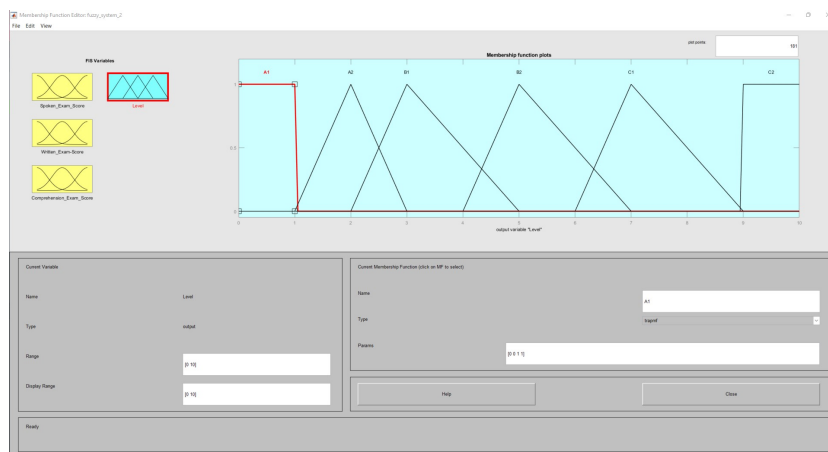 Membership Function Editor: fuzzy_system_2
File Edit View
FIS Variables
Spoken_Exam_Score
Level
Written_Exam-Score
Comprehension_Exam_Score
plot points:
181
Membership function plots
A1 A2 B1 B2 C1 C2
1
0.5
0
0 1 2 3 4 5 6 7 8 9 10
output variable "Level"
Current Variable
Name Level
Type output
Range [0 10]
Display Range [0 10]
Current Membership Function (click on MF to select)
Name A1
Type trapmf
Params [0 0 1 1]
Help Close
Ready